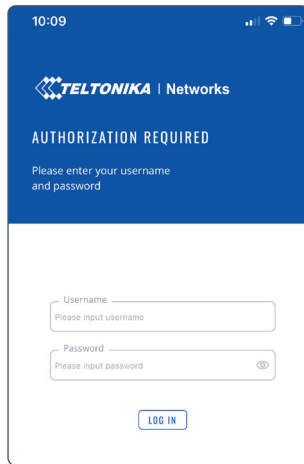 10:09
TELTONIKA | Networks
AUTHORIZATION REQUIRED
Please enter your username
and password
Username
Please input username
Password
Please input password
LOG IN